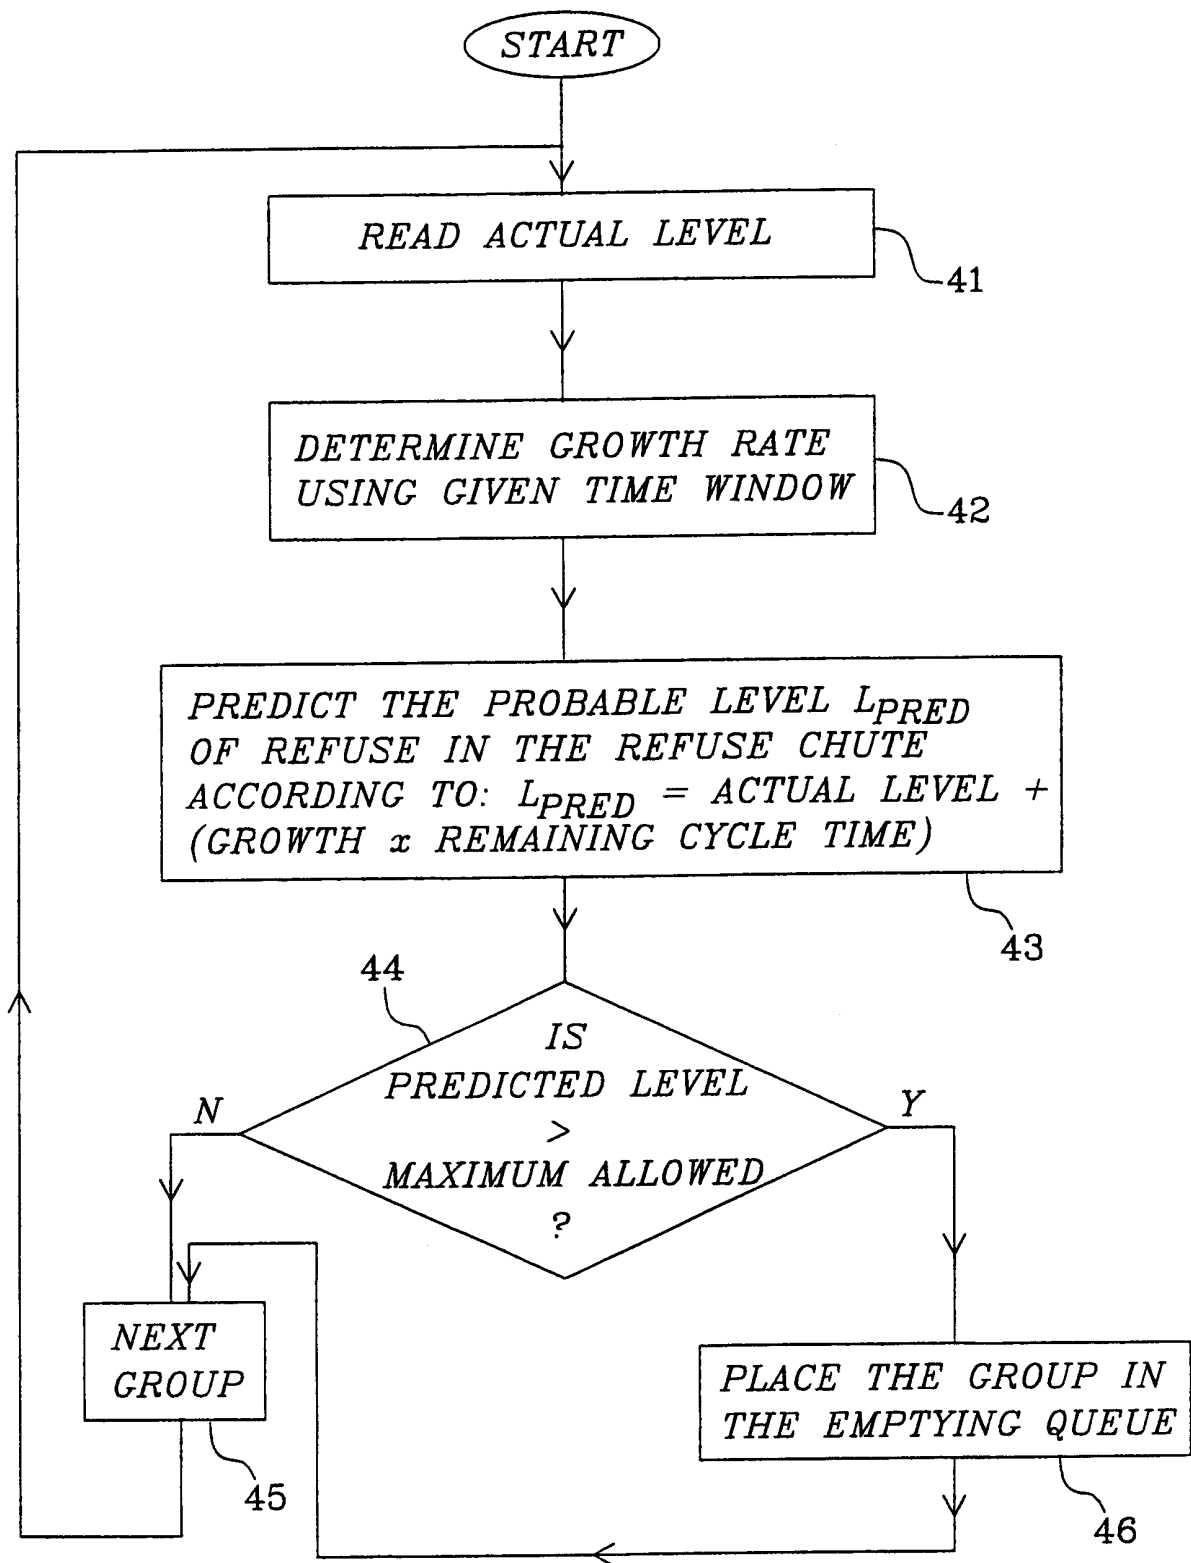 START
READ ACTUAL LEVEL
41
DETERMINE GROWTH RATE
USING GIVEN TIME WINDOW
42
PREDICT THE PROBABLE LEVEL LPRED
OF REFUSE IN THE REFUSE CHUTE
ACCORDING TO: LPRED = ACTUAL LEVEL +
(GROWTH x REMAINING CYCLE TIME)
43
44
IS
PREDICTED LEVEL
>
MAXIMUM ALLOWED
?
N
Y
NEXT
GROUP
45
PLACE THE GROUP IN
THE EMPTYING QUEUE
46